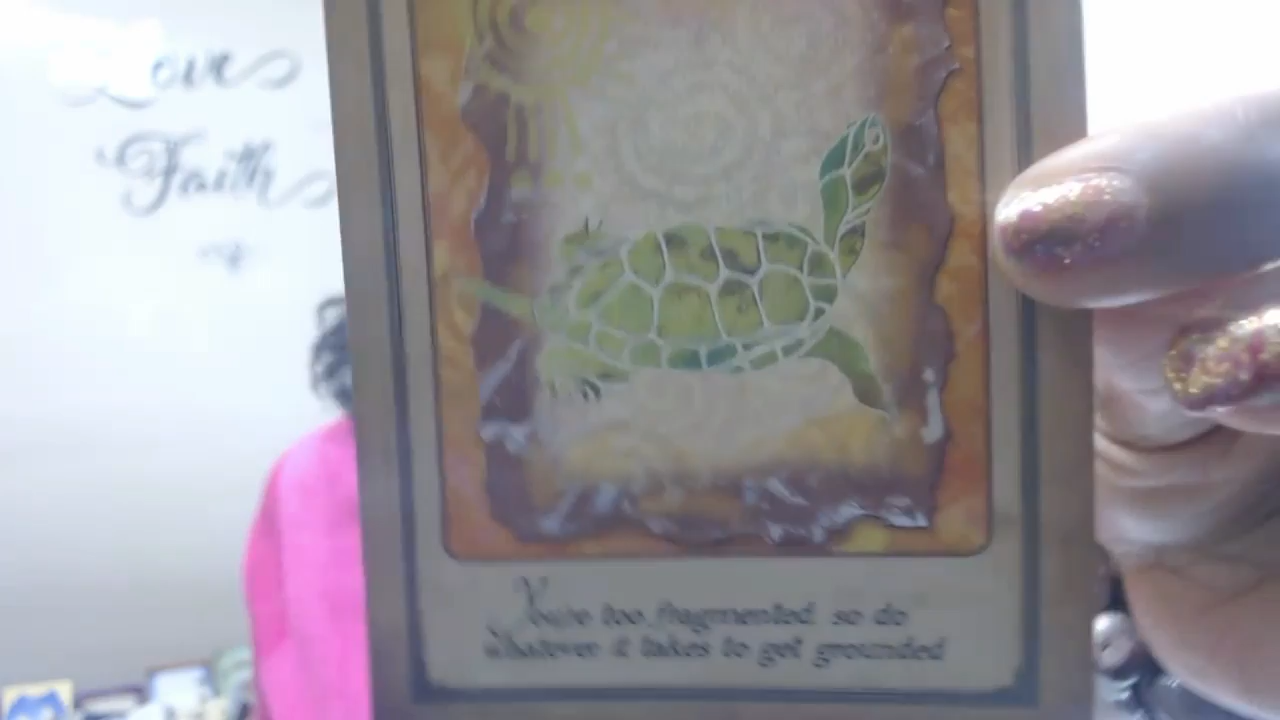 Love
Faith
You're too fragmented so do
whatever it takes to get grounded